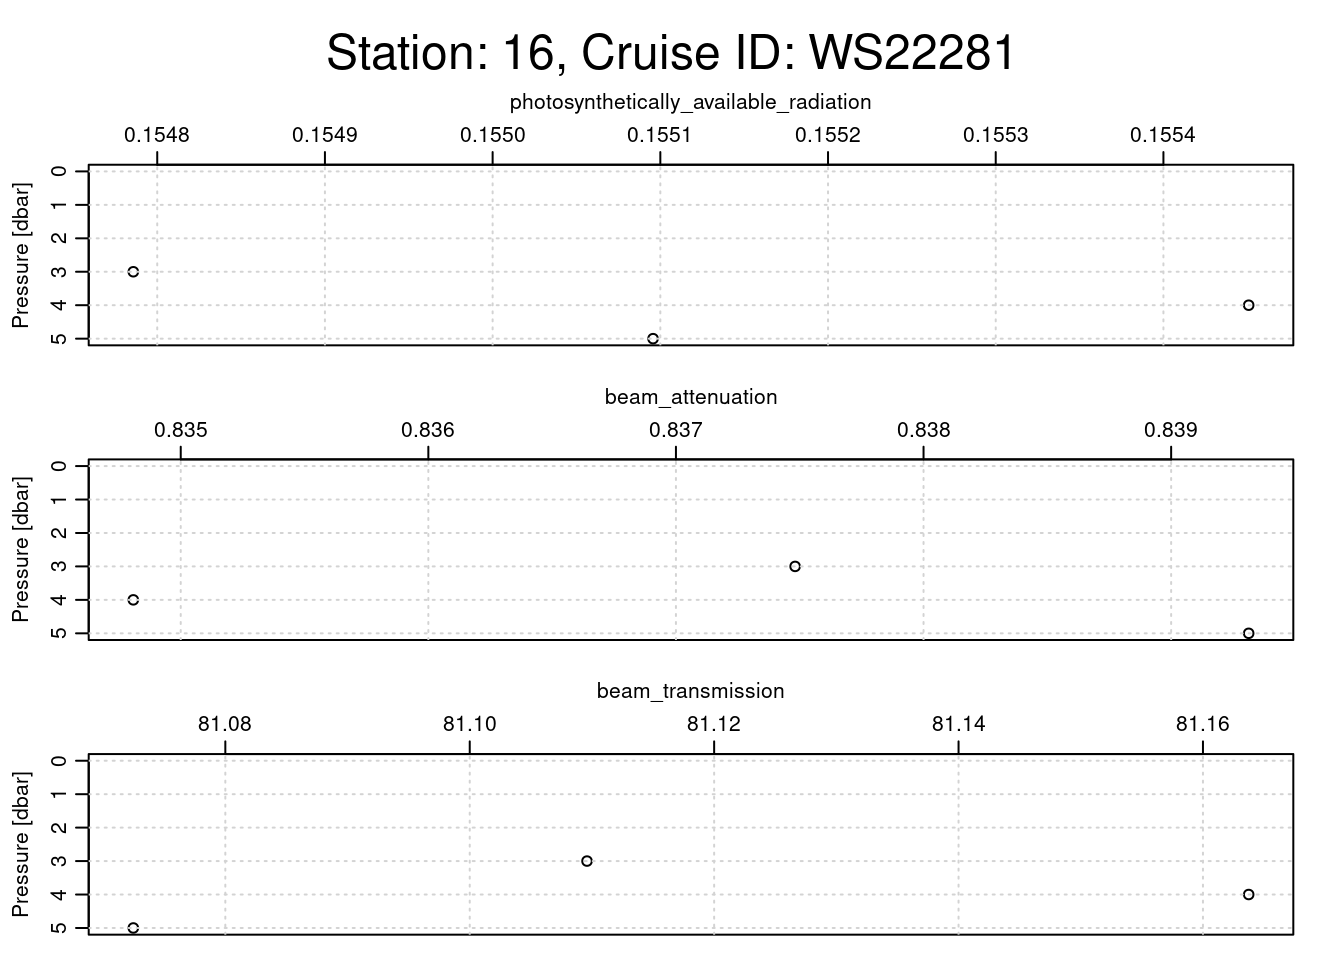 Station: 16, Cruise ID: WS22281
photosynthetically_available_radiation
0.1548 0.1549 0.1550 0.1551 0.1552 0.1553 0.1554
Pressure [dbar]
0
1
2
3
4
5
beam_attenuation
0.835 0.836 0.837 0.838 0.839
Pressure [dbar]
0
1
2
3
4
5
beam_transmission
81.08 81.10 81.12 81.14 81.16
Pressure [dbar]
0
1
2
3
4
5